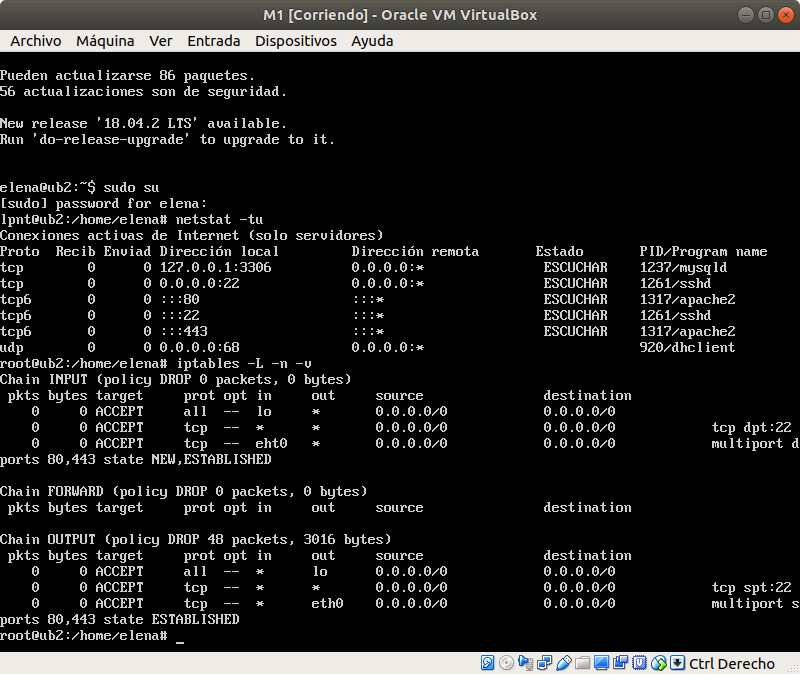 M1 [Corriendo] - Oracle VM VirtualBox
Archivo Máquina Ver Entrada Dispositivos Ayuda
Pueden actualizarse 86 paquetes.
56 actualizaciones son de seguridad.
New release '18.04.2 LTS' available.
Run 'do-release-upgrade' to upgrade to it.
elena@ub2:~$ sudo su
[sudo] password for elena:
lpnt@ub2:/home/elena# netstat -tu
Conexiones activas de Internet (solo servidores)
Proto Recib Enviad Dirección local Dirección remota Estado PID/Program name
tcp 0 0 127.0.0.1:3306 0.0.0.0:* ESCUCHAR 1237/mysqld
tcp 0 0 0.0.0.0:22 0.0.0.0:* ESCUCHAR 1261/sshd
tcp6 0 0 :::80 :::* ESCUCHAR 1317/apache2
tcp6 0 0 :::22 :::* ESCUCHAR 1261/sshd
tcp6 0 0 :::443 :::* ESCUCHAR 1317/apache2
udp 0 0 0.0.0.0:68 0.0.0.0:* 920/dhclient
root@ub2:/home/elena# iptables -L -n -v
Chain INPUT (policy DROP 0 packets, 0 bytes)
pkts bytes target prot opt in out source destination
0 0 ACCEPT all -- lo * 0.0.0.0/0 0.0.0.0/0
0 0 ACCEPT tcp -- * * 0.0.0.0/0 0.0.0.0/0 tcp dpt:22
0 0 ACCEPT tcp -- eht0 * 0.0.0.0/0 0.0.0.0/0 multiport d
ports 80,443 state NEW,ESTABLISHED
Chain FORWARD (policy DROP 0 packets, 0 bytes)
pkts bytes target prot opt in out source destination
Chain OUTPUT (policy DROP 48 packets, 3016 bytes)
pkts bytes target prot opt in out source destination
0 0 ACCEPT all -- * lo 0.0.0.0/0 0.0.0.0/0
0 0 ACCEPT tcp -- * * 0.0.0.0/0 0.0.0.0/0 tcp spt:22
0 0 ACCEPT tcp -- * eth0 0.0.0.0/0 0.0.0.0/0 multiport s
ports 80,443 state ESTABLISHED
root@ub2:/home/elena# _
Ctrl Derecho